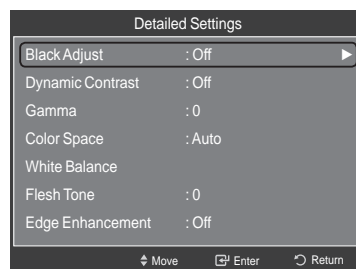 Detailed Settings
Black Adjust : Off
Dynamic Contrast : Off
Gamma : 0
Color Space : Auto
White Balance
Flesh Tone : 0
Edge Enhancement : Off
Move Enter Return